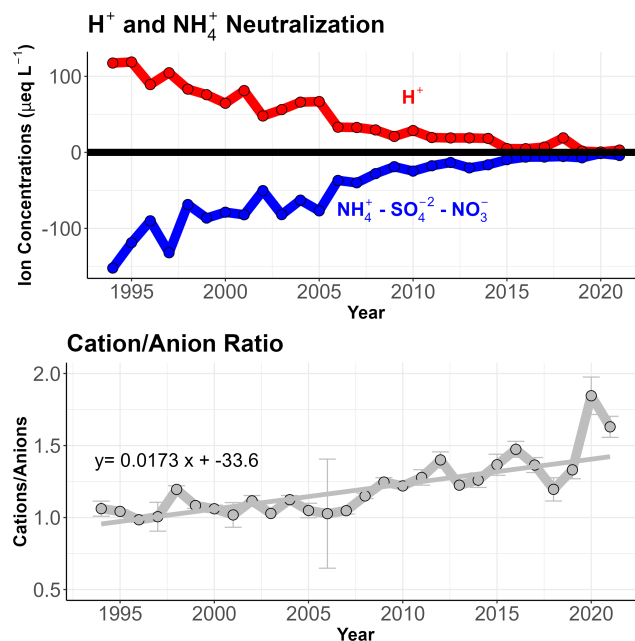 H⁺ and NH₄⁺ Neutralization
Ion Concentrations (μeq L⁻¹)
100
0
-100
H⁺
NH₄⁺ - SO₄⁻² - NO₃⁻
1995 2000 2005 2010 2015 2020
Year
Cation/Anion Ratio
Cations/Anions
2.0
1.5
1.0
0.5
y= 0.0173 x + -33.6
1995 2000 2005 2010 2015 2020
Year